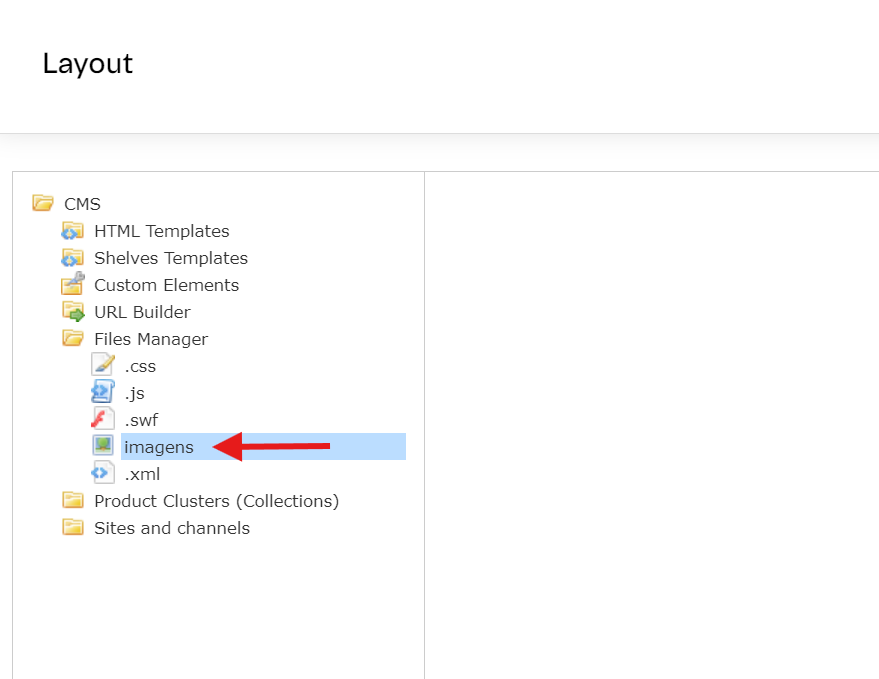 Layout
CMS
HTML Templates
Shelves Templates
Custom Elements
URL Builder
Files Manager
.css
.js
.swf
imagens
.xml
Product Clusters (Collections)
Sites and channels